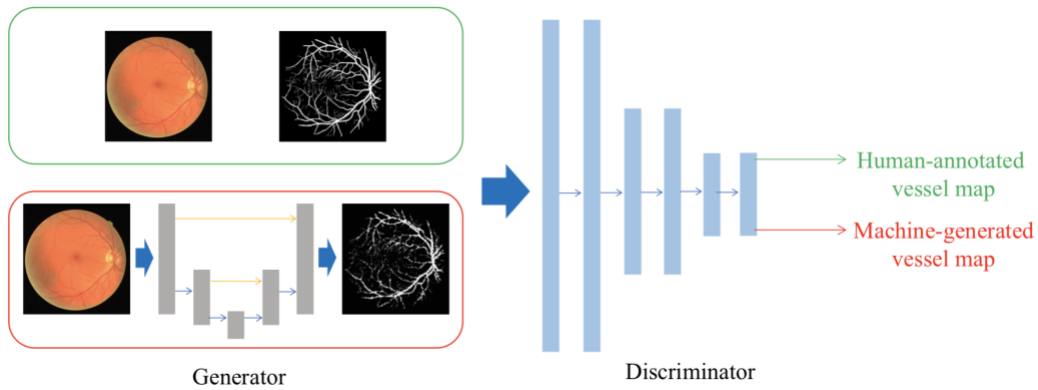 Human-annotated
vessel map
Machine-generated
vessel map
Generator
Discriminator